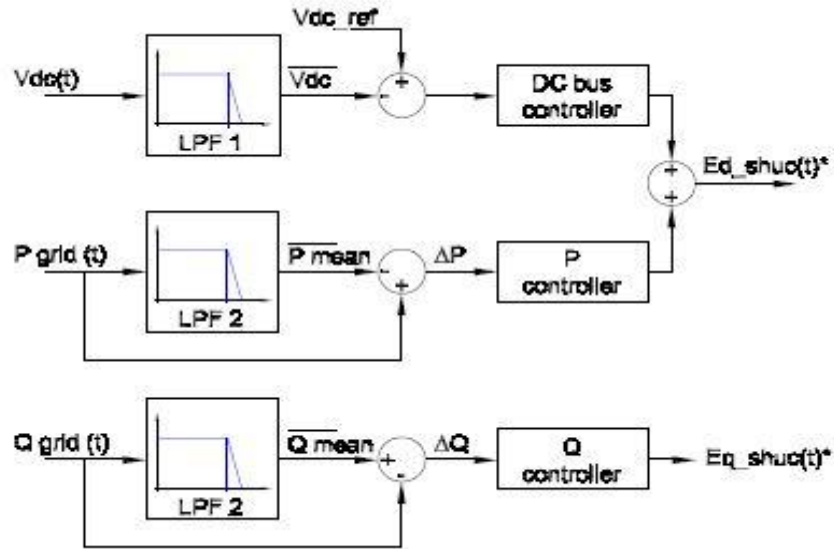 Vdc_ref
Vdc(t)
Vdc
+
-
LPF 1
DC bus
controller
+
+
Ed_shuc(t)*
P grid (t)
P mean
-
+
ΔP
LPF 2
P
controller
Q grid (t)
Q mean
+
-
ΔQ
LPF 2
Q
controller
Eq_shuc(t)*